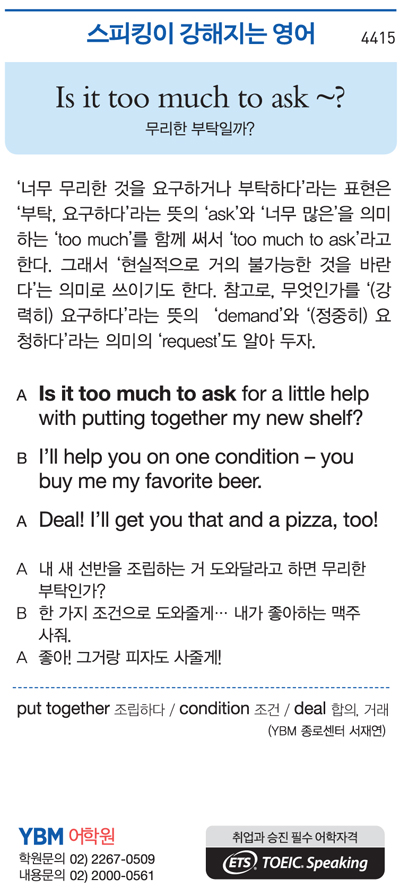 스피킹이 강해지는 영어
4415
Is it too much to ask ~?
무리한 부탁일까?
‘너무 무리한 것을 요구하거나 부탁하다’라는 표현은
‘부탁, 요구하다’라는 뜻의 ‘ask’와 ‘너무 많은’을 의미
하는 ‘too much’를 함께 써서 ‘too much to ask’라고
한다. 그래서 ‘현실적으로 거의 불가능한 것을 바란
다’는 의미로 쓰이기도 한다. 참고로, 무엇인가를 ‘(강
력히) 요구하다’라는 뜻의 ‘demand’와 ‘(정중히) 요
청하다’라는 의미의 ‘request’도 알아 두자.
A Is it too much to ask for a little help
with putting together my new shelf?
B I’ll help you on one condition – you
buy me my favorite beer.
A Deal! I’ll get you that and a pizza, too!
A 내 새 선반을 조립하는 거 도와달라고 하면 무리한
부탁인가?
B 한 가지 조건으로 도와줄게… 내가 좋아하는 맥주
사줘.
A 좋아! 그거랑 피자도 사줄게!
put together 조립하다 / condition 조건 / deal 합의, 거래
(YBM 종로센터 서재연)
YBM 어학원
학원문의 02) 2267-0509
내용문의 02) 2000-0561
취업과 승진 필수 어학자격
ETS TOEIC Speaking